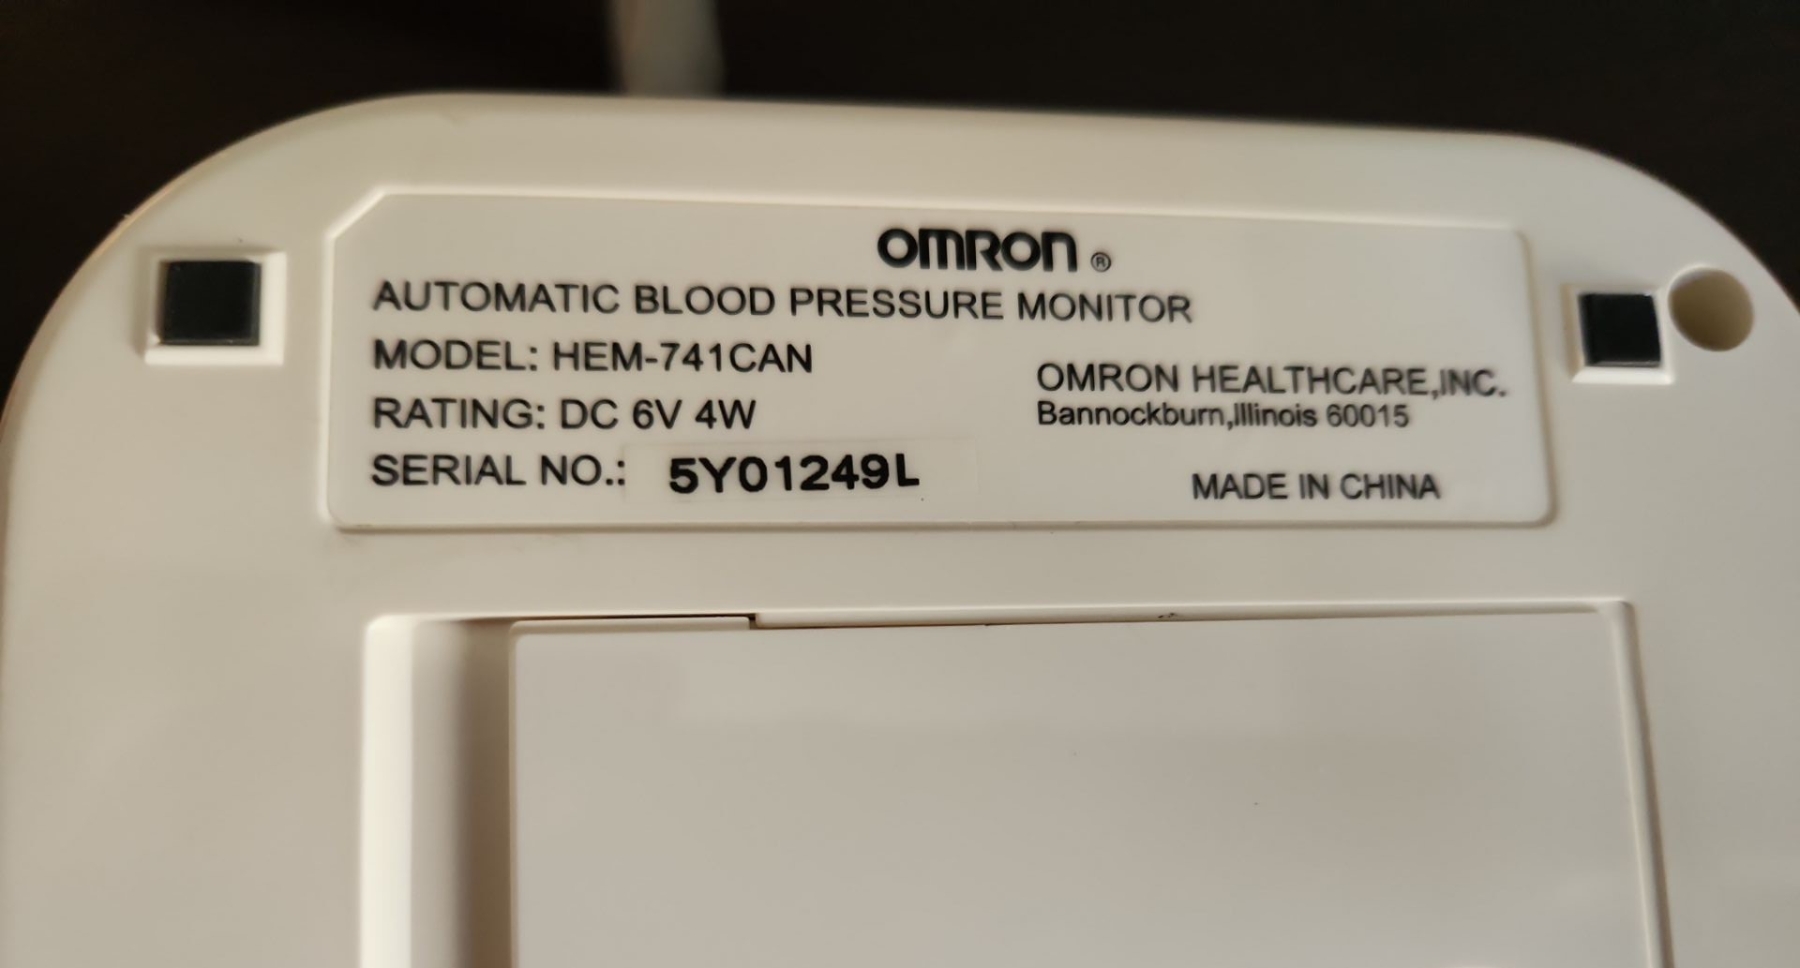 OMRON ®
AUTOMATIC BLOOD PRESSURE MONITOR
MODEL: HEM-741CAN
RATING: DC 6V 4W
SERIAL NO.: 5Y01249L
OMRON HEALTHCARE,INC.
Bannockburn,Illinois 60015
MADE IN CHINA